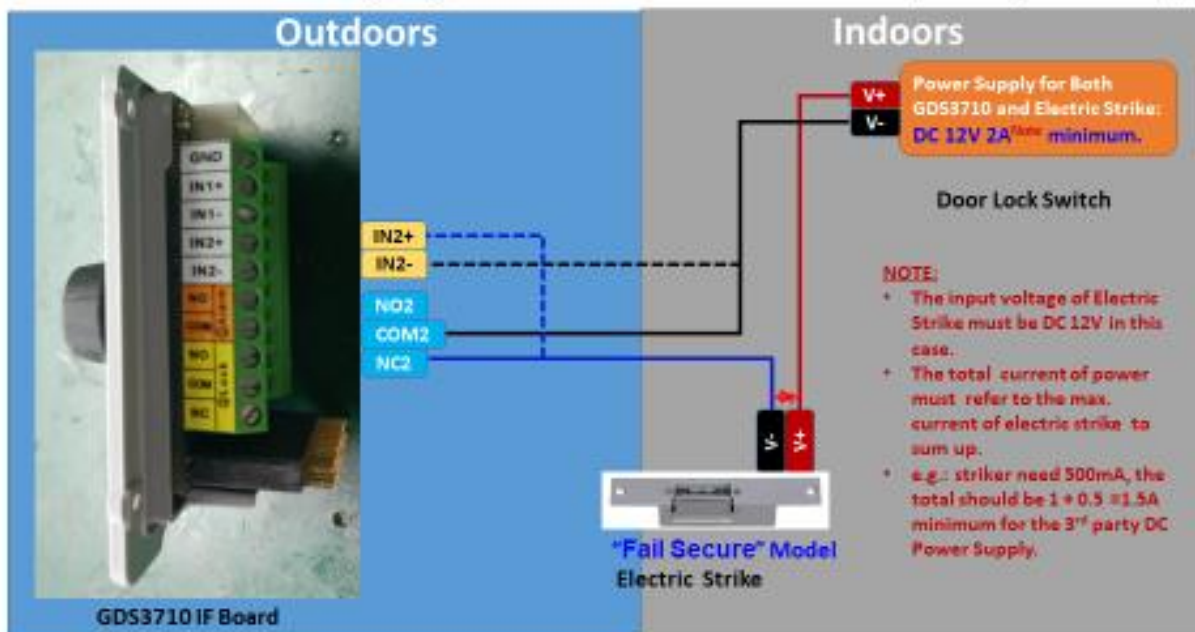 Outdoors
Indoors
V+
V-
Power Supply for Both
GDS3710 and Electric Strike:
DC 12V 2A Note minimum.
Door Lock Switch
GND
IN1+
IN1-
IN2+
IN2-
NO
COM
NO
COM
NC
Lock
IN2+
IN2-
NO2
COM2
NC2
V-
V+
NOTE:
• The input voltage of Electric
Strike must be DC 12V in this
case.
• The total current of power
must refer to the max.
current of electric strike to
sum up.
• e.g.: striker need 500mA, the
total should be 1 + 0.5 =1.5A
minimum for the 3rd party DC
Power Supply.
"Fail Secure" Model
Electric Strike
GDS3710 IF Board